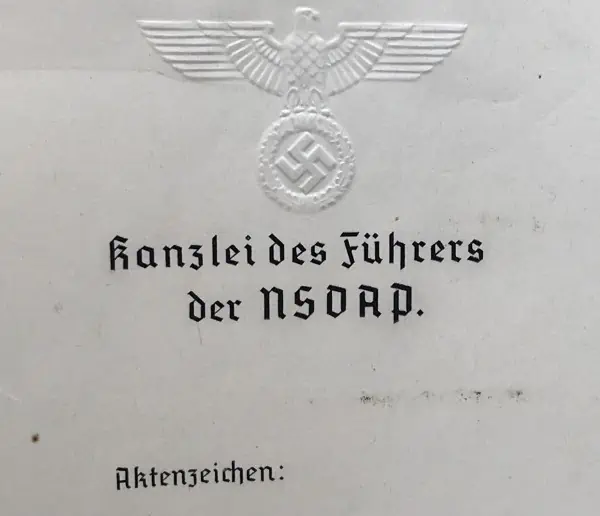 Kanzlei des Führers
der NSDAP.
Aktenzeichen: